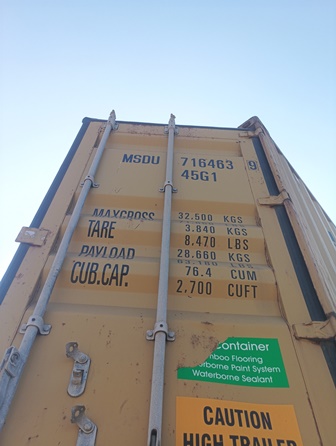 MSDU 716463 9
45G1
MAXGROSS 32.500 KGS
TARE 3.840 KGS
8.470 LBS
PAYLOAD 28.660 KGS
CUB.CAP. 76.4 CUM
2.700 CUFT
Container
Flooring
Paint System
Waterborne Sealant
CAUTION
HIGH TRAILER